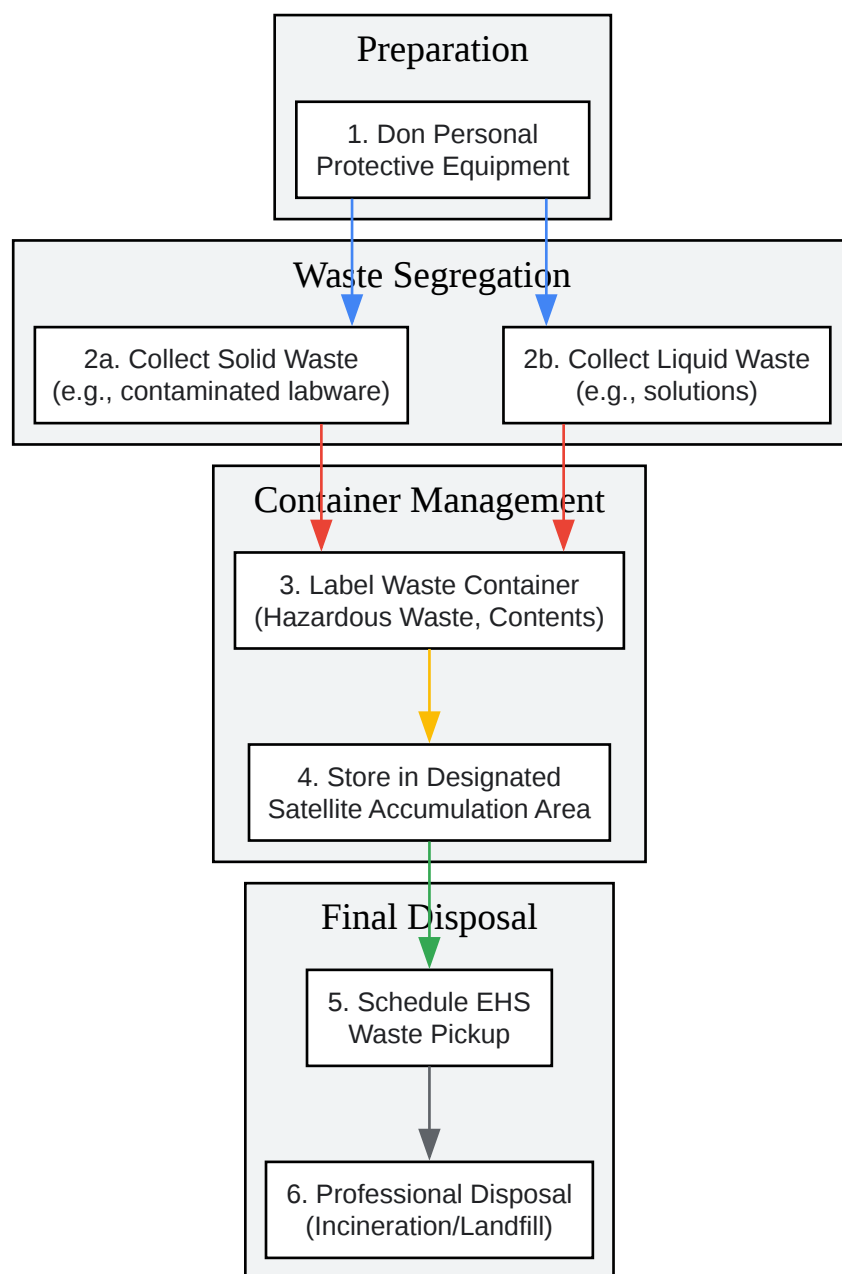 Preparation
1. Don Personal
Protective Equipment
Waste Segregation
2a. Collect Solid Waste
(e.g., contaminated labware)
2b. Collect Liquid Waste
(e.g., solutions)
Container Management
3. Label Waste Container
(Hazardous Waste, Contents)
4. Store in Designated
Satellite Accumulation Area
Final Disposal
5. Schedule EHS
Waste Pickup
6. Professional Disposal
(Incineration/Landfill)